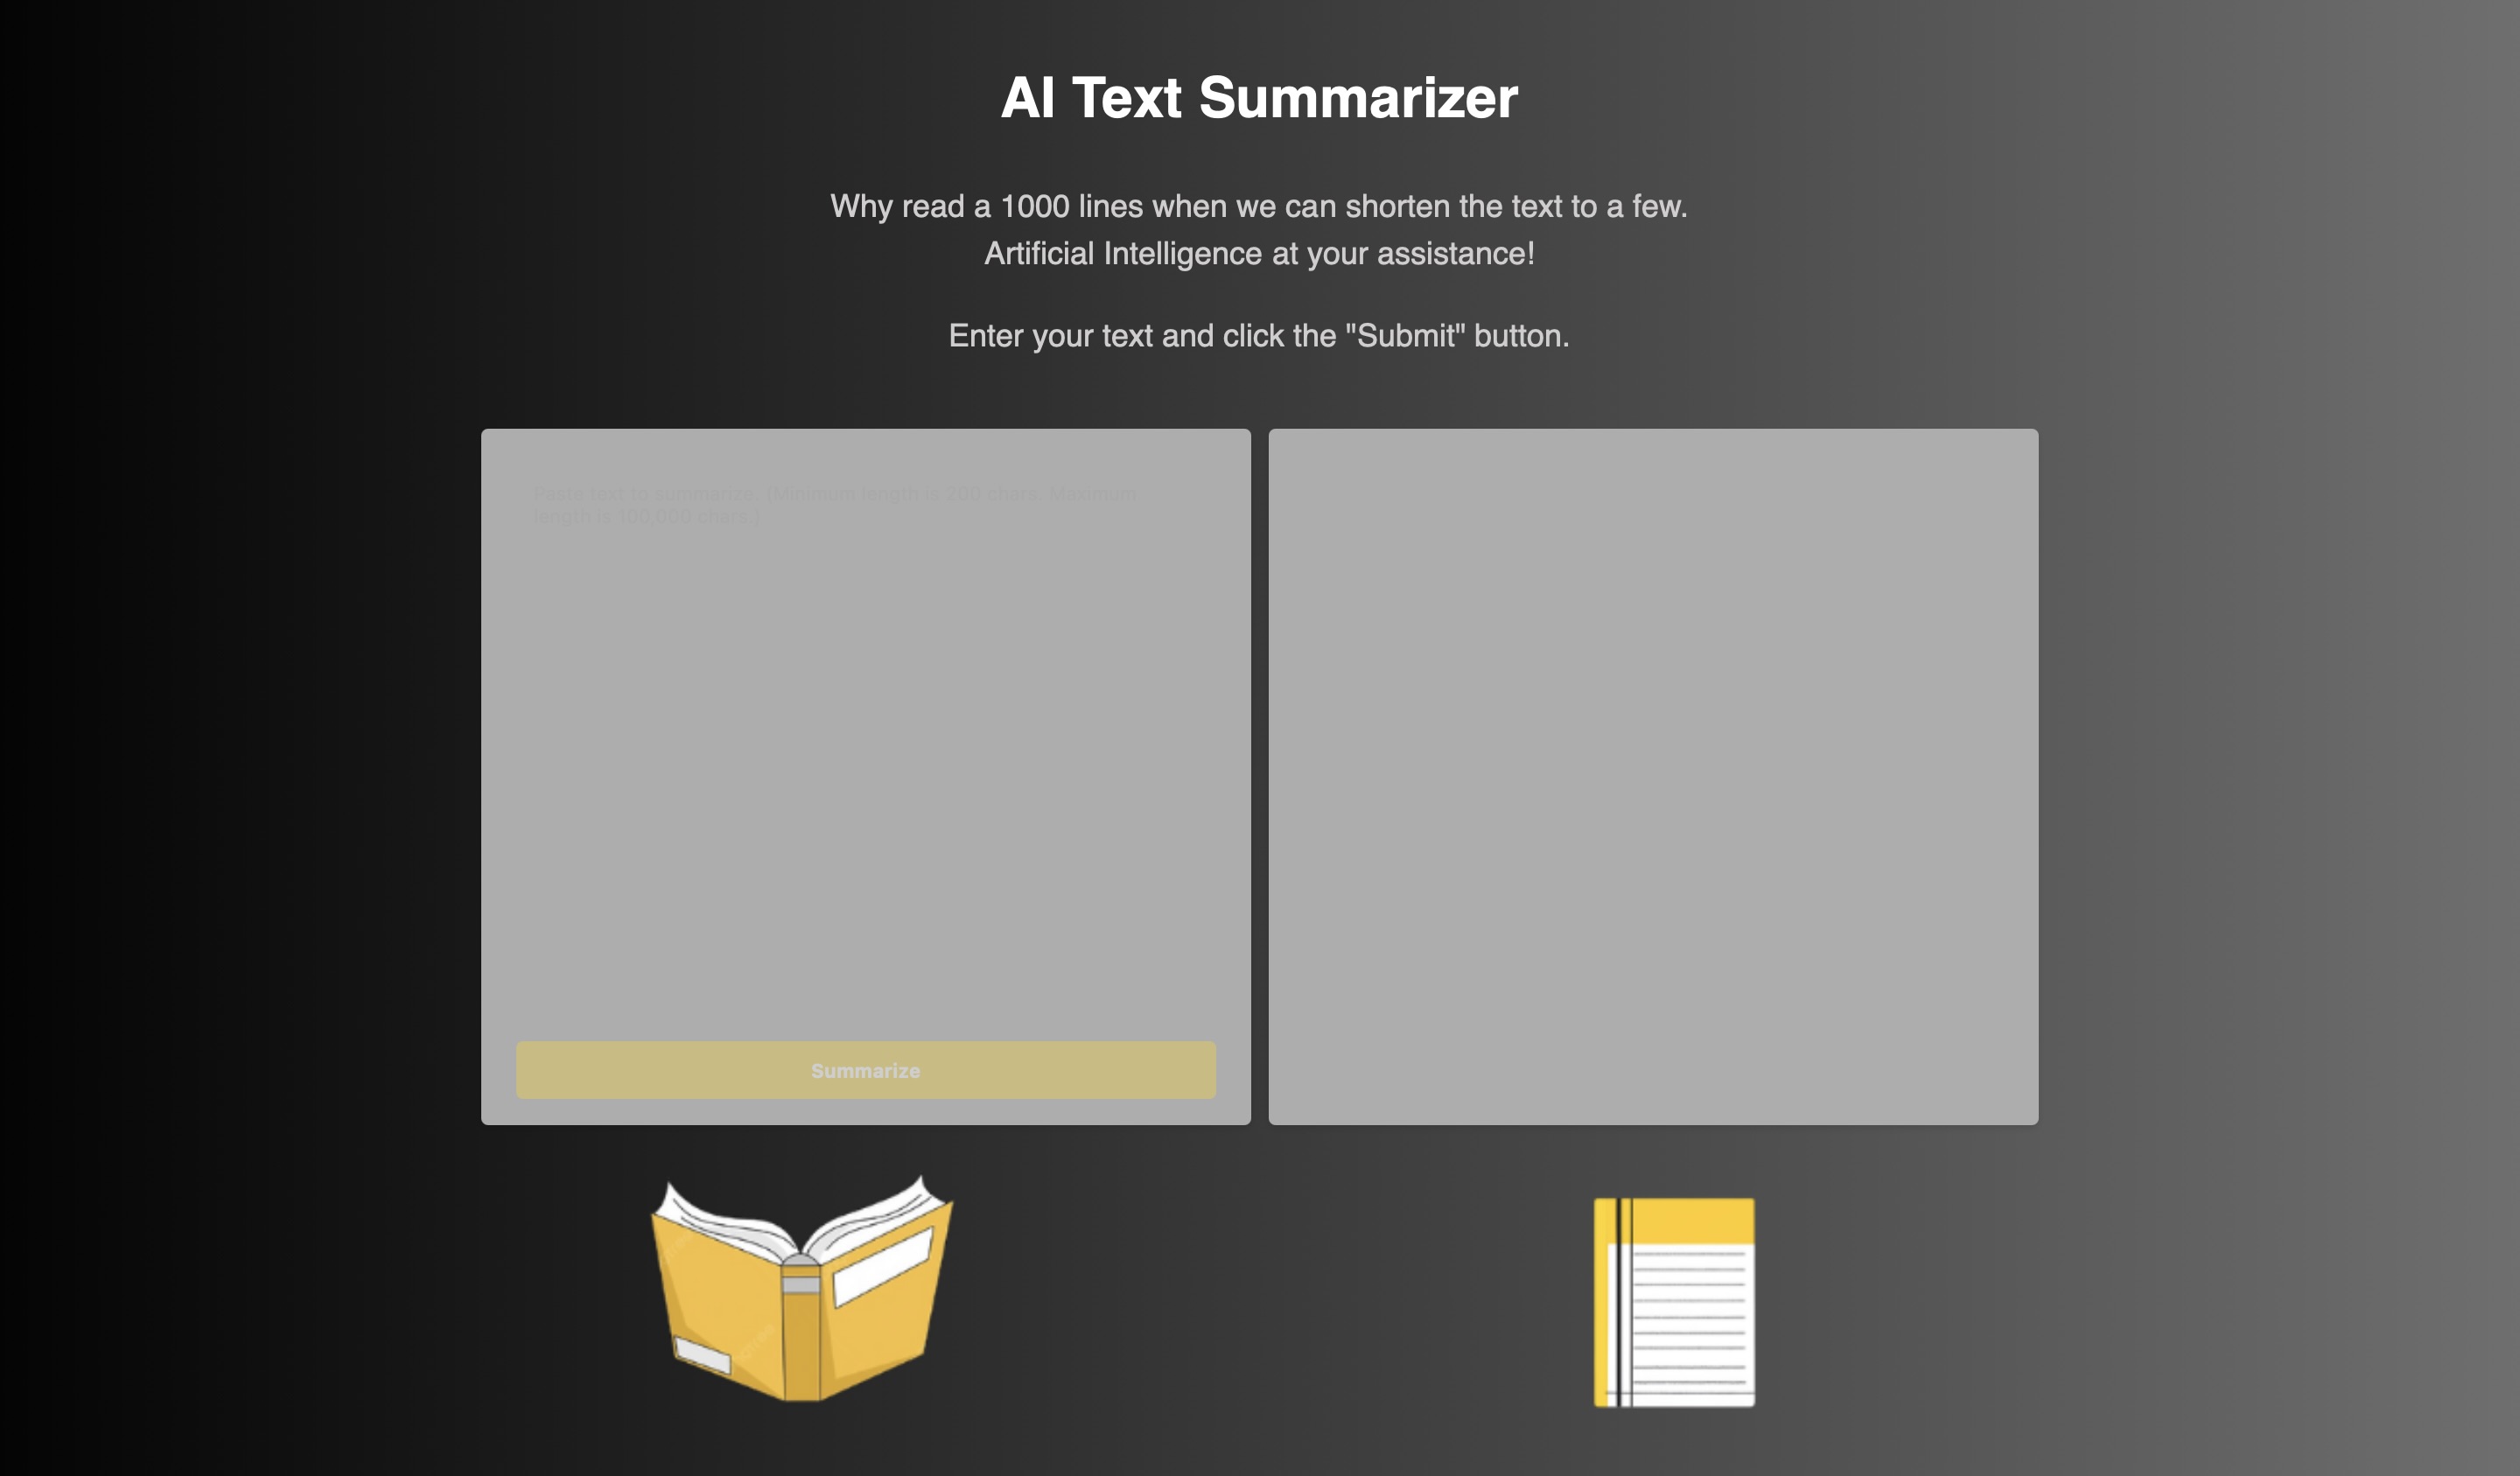 AI Text Summarizer
Why read a 1000 lines when we can shorten the text to a few.
Artificial Intelligence at your assistance!
Enter your text and click the "Submit" button.
Paste text to summarize. [Minimum length is 200 chars. Maximum
length is 100,000 chars.]
Summarize